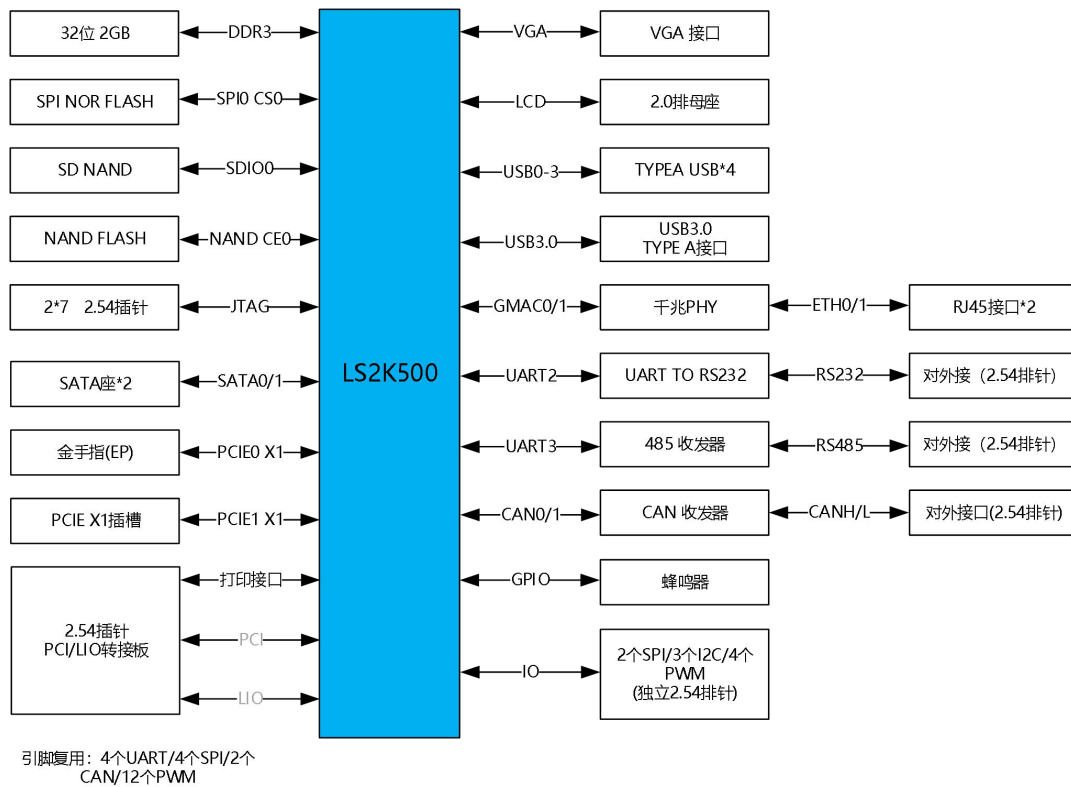 32位 2GB
DDR3
VGA
VGA 接口
SPI NOR FLASH
SPI0 CS0
LCD
2.0排母座
SD NAND
SDIO0
USB0-3
TYPEA USB*4
NAND FLASH
NAND CE0
USB3.0
USB3.0
TYPE A接口
2*7 2.54插针
JTAG
GMAC0/1
千兆PHY
ETH0/1
RJ45接口*2
LS2K500
SATA座*2
SATA0/1
UART2
UART TO RS232
RS232
对外接（2.54排针）
金手指(EP)
PCIE0 X1
UART3
485 收发器
RS485
对外接（2.54排针）
PCIE X1插槽
PCIE1 X1
CAN0/1
CAN 收发器
CANH/L
对外接口(2.54排针)
打印接口
GPIO
蜂鸣器
2.54插针
PCI/LIO转接板
PCI
LIO
IO
2个SPI/3个I2C/4个
PWM
(独立2.54排针)
引脚复用：4个UART/4个SPI/2个
CAN/12个PWM